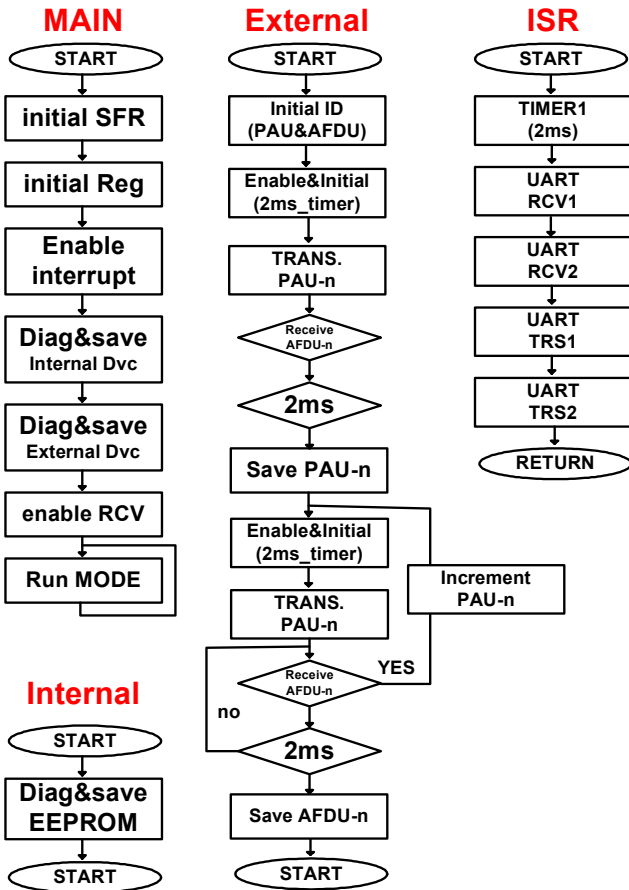 MAIN
START
initial SFR
initial Reg
Enable
interrupt
Diag&save
Internal Dvc
Diag&save
External Dvc
enable RCV
Run MODE
Internal
START
Diag&save
EEPROM
START
External
START
Initial ID
(PAU&AFDU)
Enable&Initial
(2ms_timer)
TRANS.
PAU-n
Receive
AFDU-n
2ms
Save PAU-n
Enable&Initial
(2ms_timer)
Increment
PAU-n
TRANS.
PAU-n
Receive
AFDU-n
YES
no
2ms
Save AFDU-n
START
ISR
START
TIMER1
(2ms)
UART
RCV1
UART
RCV2
UART
TRS1
UART
TRS2
RETURN